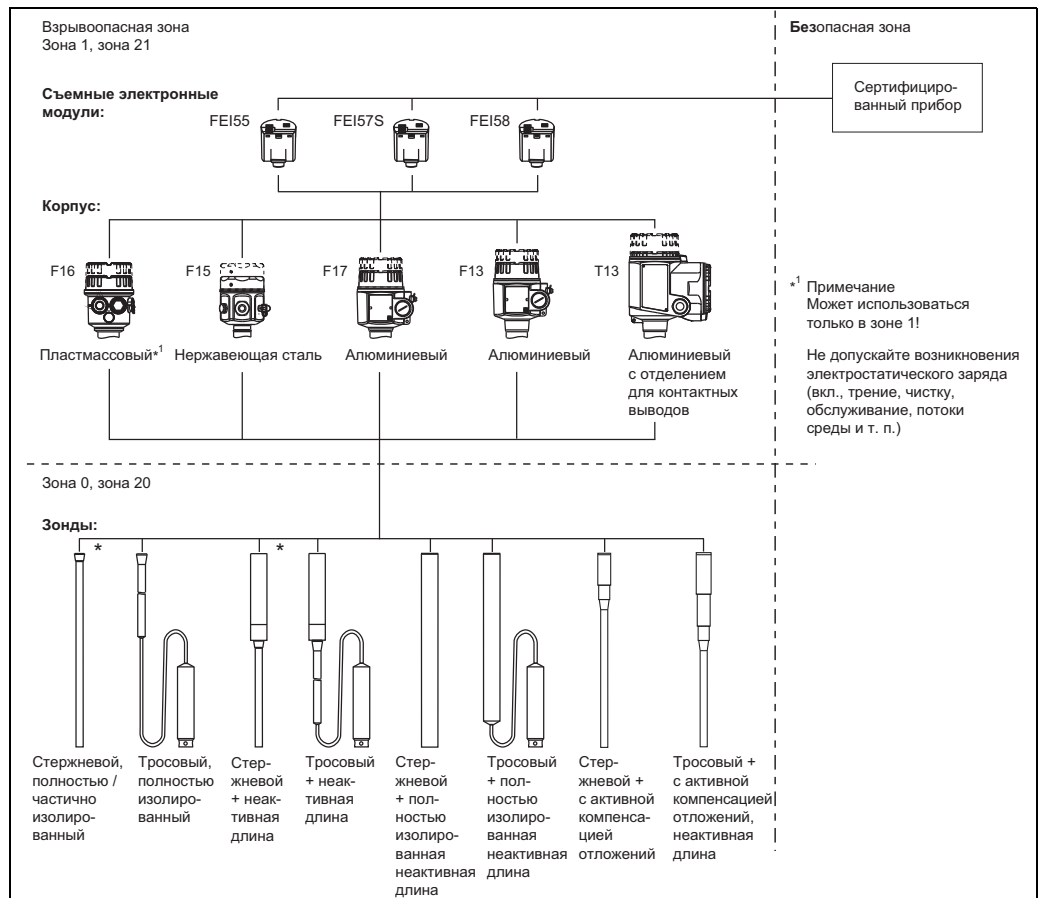 Взрывоопасная зона
Зона 1, зона 21
Безопасная зона
Съемные электронные
модули:
Сертифициро-
ванный прибор
FEI55
FEI57S
FEI58
Корпус:
F16
F15
F17
F13
T13
Пластмассовый*1
Нержавеющая сталь
Алюминиевый
Алюминиевый
Алюминиевый
с отделением
для контактных
выводов
*1 Примечание
Может использоваться
только в зоне 1!
Не допускайте возникновения
электростатического заряда
(вкл., трение, чистку,
обслуживание, потоки
среды и т. п.)
Зона 0, зона 20
Зонды:
*
*
Стержневой,
полностью /
частично
изолиро-
ванный
Тросовый,
полностью
изолиро-
ванный
Стер-
жневой
+ неак-
тивная
длина
Тросовый
+ неак-
тивная
длина
Стер-
жневой
+ пол-
ностью
изолиро-
ванная
неактивная
длина
Тросовый
+ пол-
ностью
изолиро-
ванная
неактивная
длина
Стер-
жневой +
с активной
компенса-
цией
отложений
Тросовый +
с активной
компенсацией
отложений,
неактивная
длина